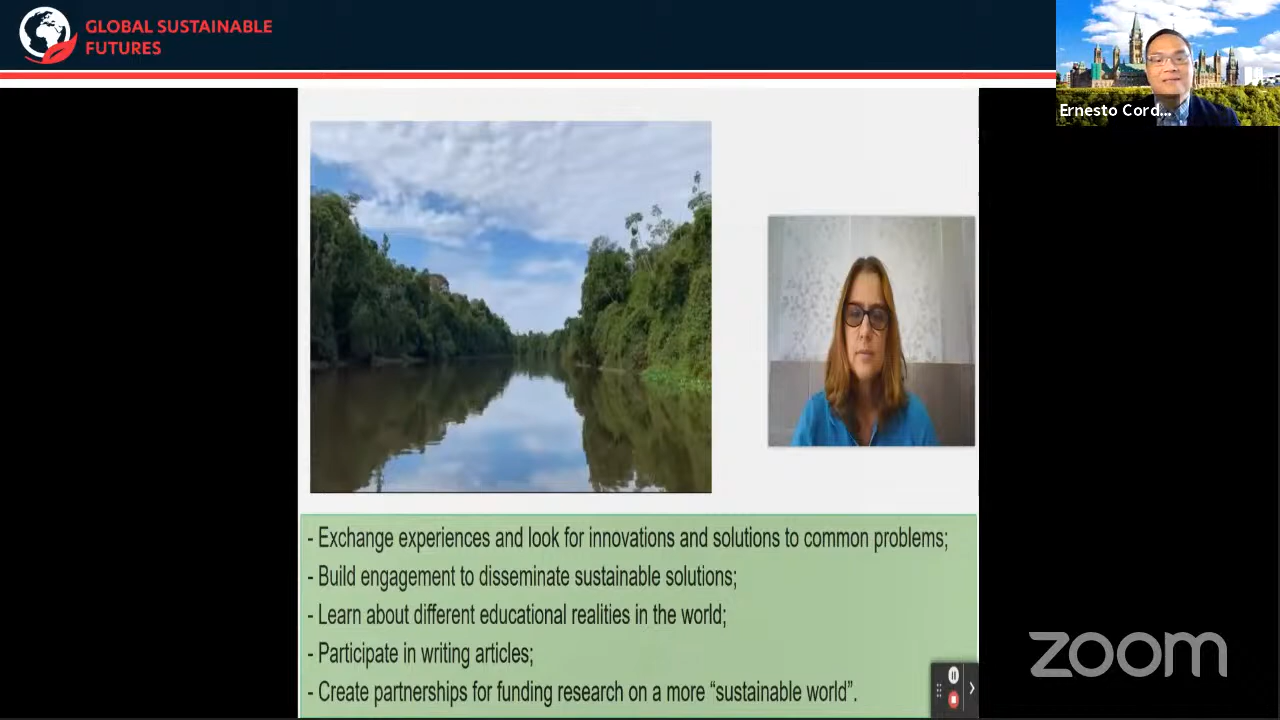 GLOBAL SUSTAINABLE
FUTURES
Ernesto Cord...
- Exchange experiences and look for innovations and solutions to common problems;
- Build engagement to disseminate sustainable solutions;
- Learn about different educational realities in the world;
- Participate in writing articles;
- Create partnerships for funding research on a more “sustainable world”.
zoom